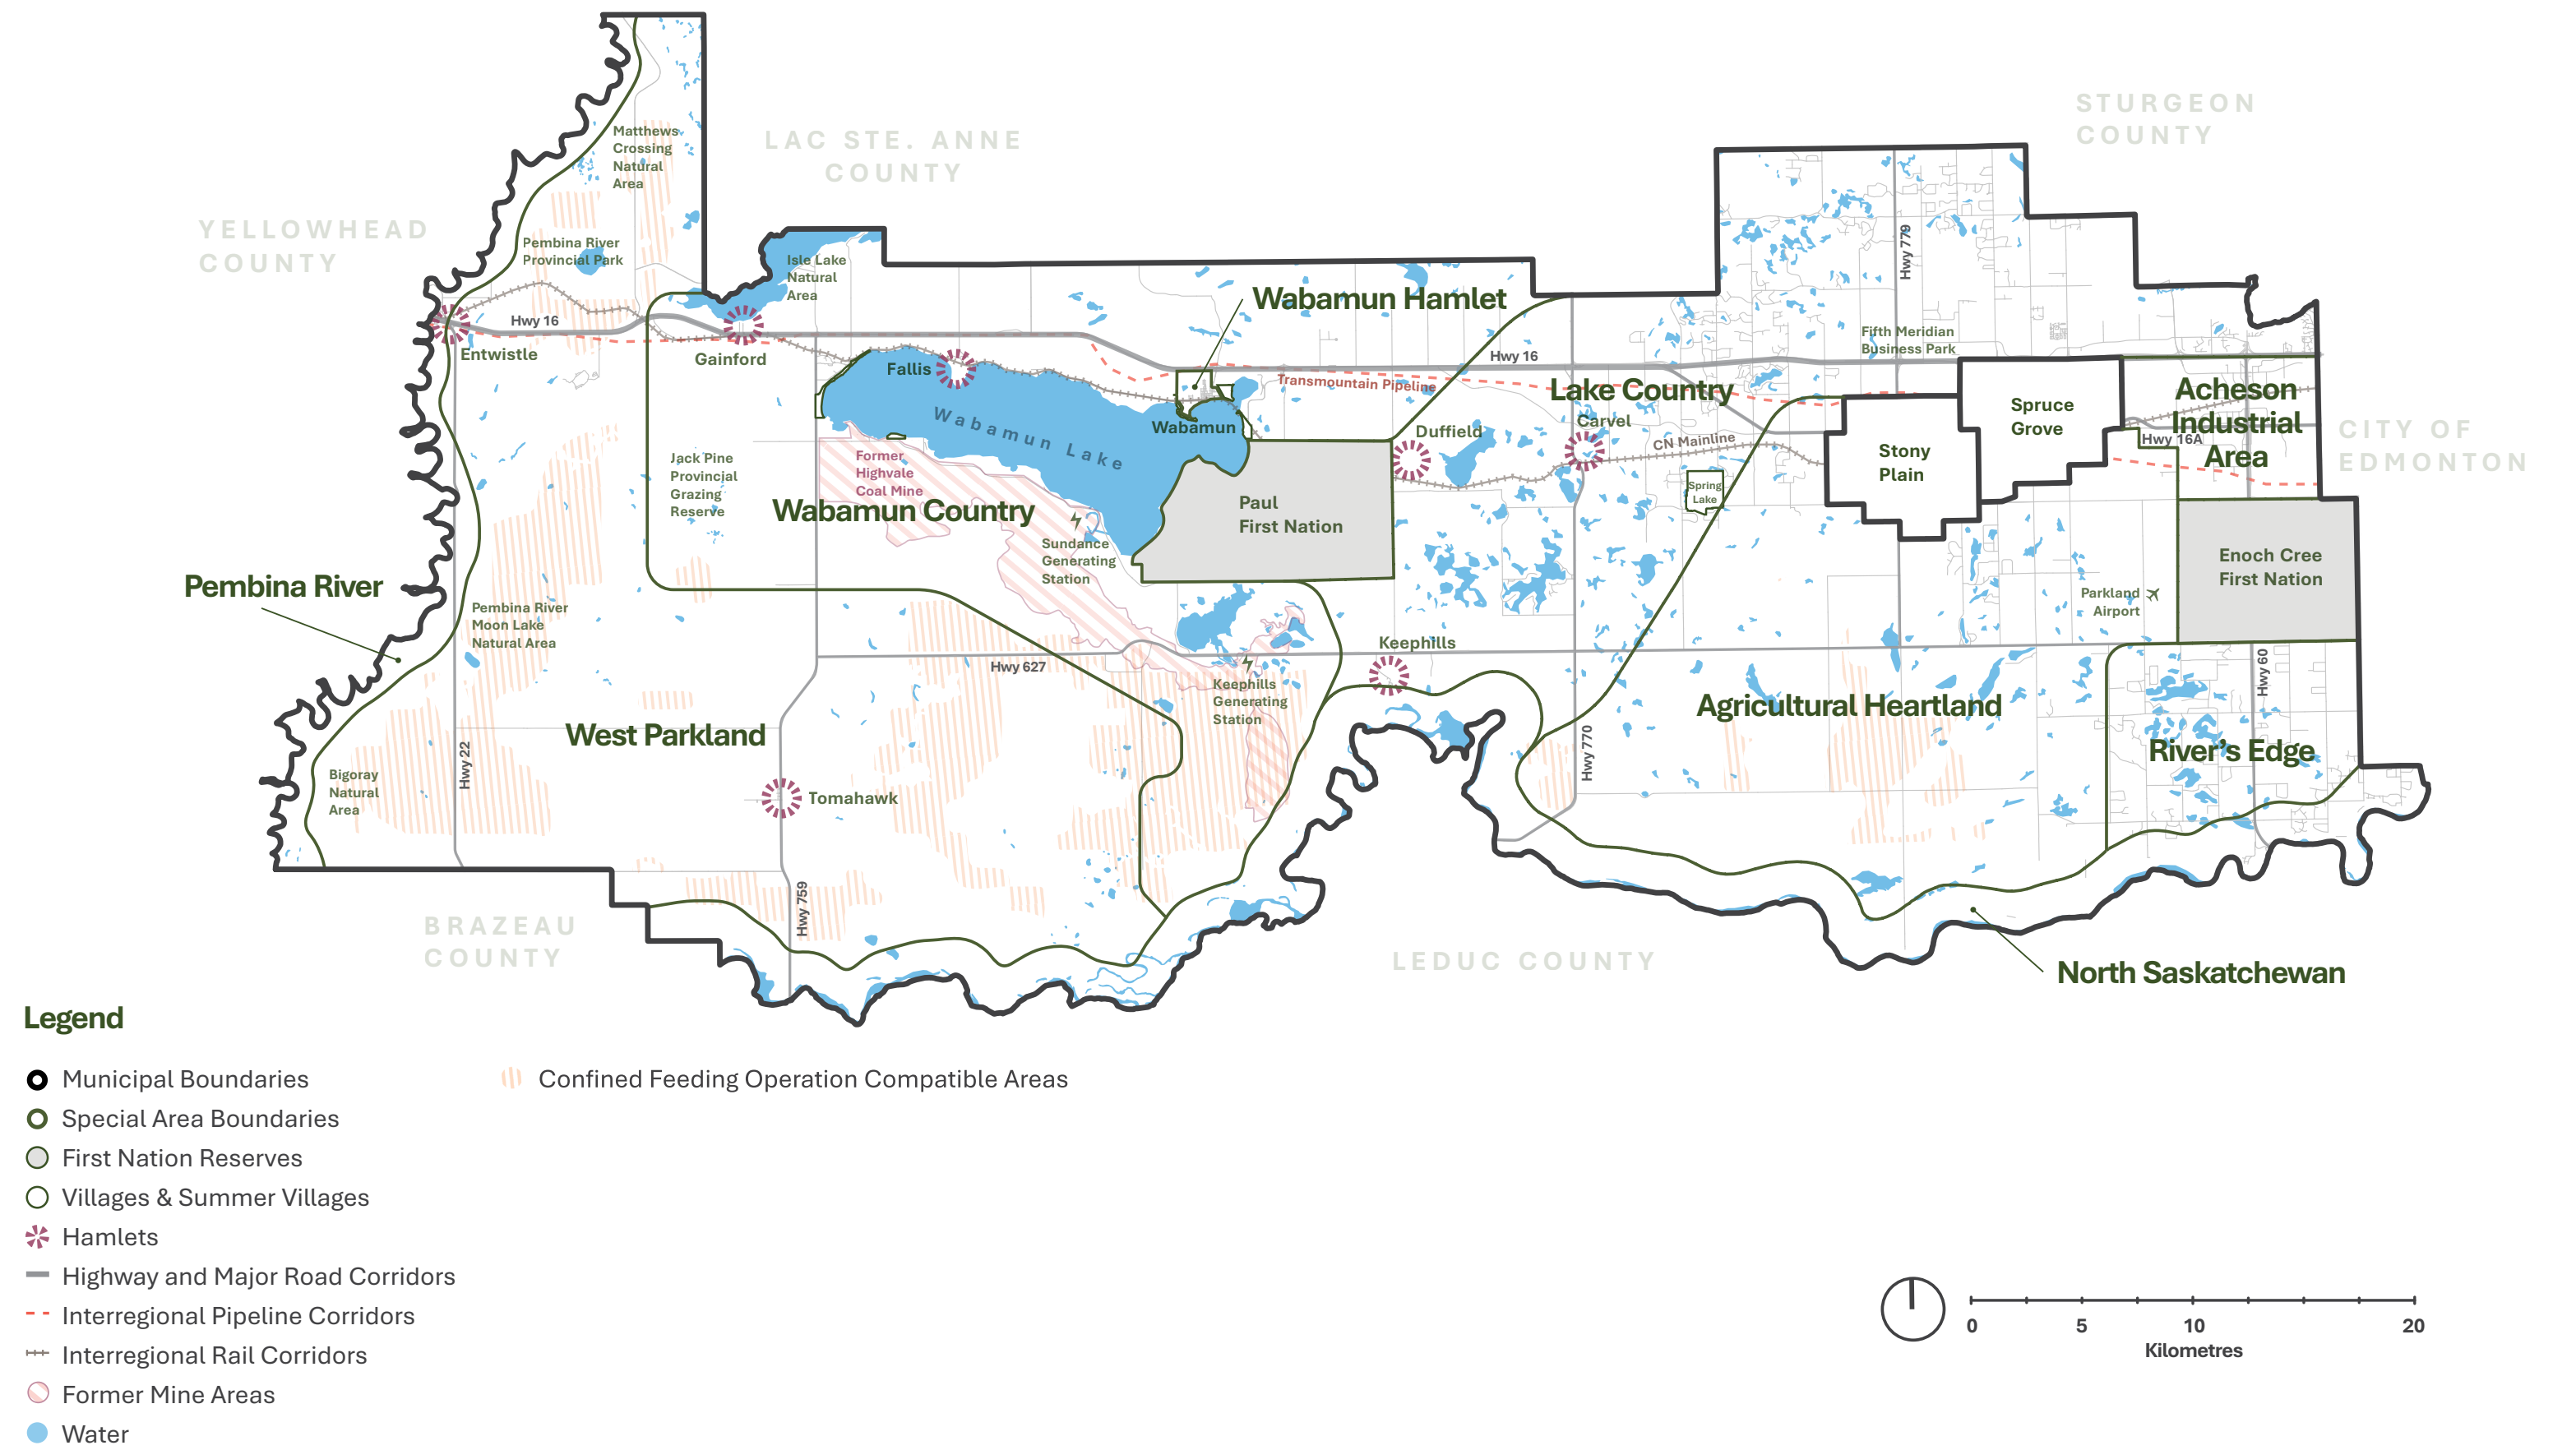 STURGEON
COUNTY
LAC STE. ANNE
COUNTY
YELLOWHEAD
COUNTY
Matthews
Crossing
Natural
Area
Pembina River
Provincial Park
Isle Lake
Natural
Area
Hwy 779
Wabamun Hamlet
Hwy 16
Entwistle
Gainford
Fallis
Wabamun Lake
Wabamun
Transmountain Pipeline
Hwy 16
Fifth Meridian
Business Park
Lake Country
Carvel
Duffield
CN Mainline
Spring
Lake
Stony
Plain
Spruce
Grove
Acheson
Industrial
Area
Hwy 16A
CITY OF
EDMONTON
Jack Pine
Provincial
Grazing
Reserve
Former
Highvale
Coal Mine
Wabamun Country
Sundance
Generating
Station
Paul
First Nation
Enoch Cree
First Nation
Parkland
Airport
Pembina River
Pembina River
Moon Lake
Natural Area
Hwy 627
Keephills
Keephills
Generating
Station
West Parkland
Agricultural Heartland
Hwy 60
River's Edge
Hwy 22
Hwy 770
Bigoray
Natural
Area
Tomahawk
Hwy 759
BRAZEAU
COUNTY
LEDUC COUNTY
North Saskatchewan
Legend
Municipal Boundaries
Special Area Boundaries
First Nation Reserves
Villages & Summer Villages
Hamlets
Highway and Major Road Corridors
Interregional Pipeline Corridors
Interregional Rail Corridors
Former Mine Areas
Water
Confined Feeding Operation Compatible Areas
0 5 10 20
Kilometres